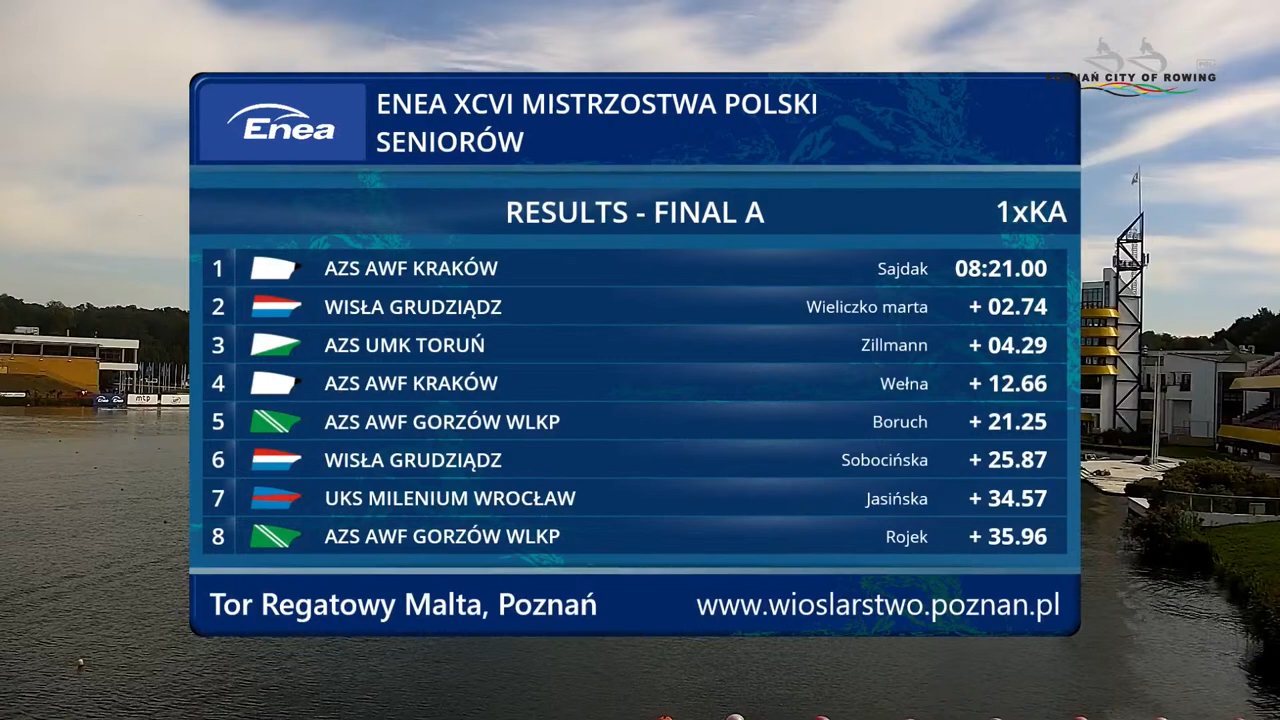 POZNAŃ CITY OF ROWING
Enea
ENEA XCVI MISTRZOSTWA POLSKI
SENIORÓW
RESULTS - FINAL A 1xKA
1 AZS AWF KRAKÓW Sajdak 08:21.00
2 WISŁA GRUDZIĄDZ Wieliczko marta + 02.74
3 AZS UMK TORUŃ Zillmann + 04.29
4 AZS AWF KRAKÓW Wełna + 12.66
5 AZS AWF GORZÓW WLKP Boruch + 21.25
6 WISŁA GRUDZIĄDZ Sobocińska + 25.87
7 UKS MILENIUM WROCŁAW Jasińska + 34.57
8 AZS AWF GORZÓW WLKP Rojek + 35.96
mtp
Tor Regatowy Malta, Poznań www.wioslarstwo.poznan.pl